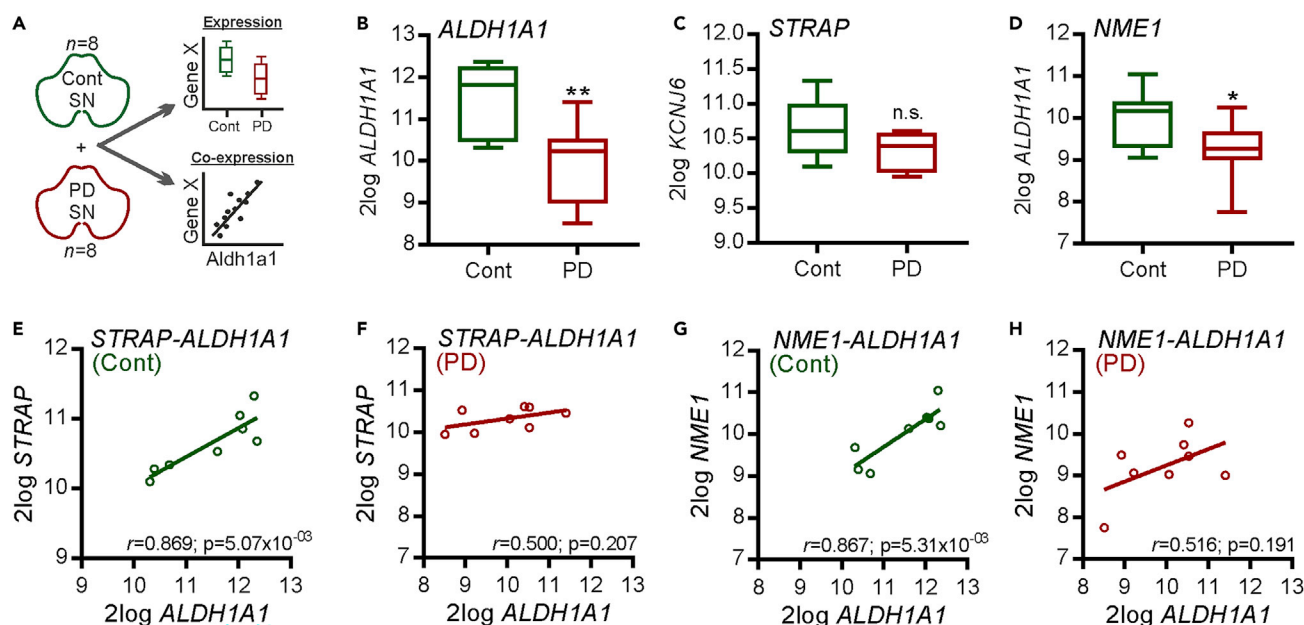 A
n=8
Cont
SN
+
PD
SN
n=8
Expression
Gene X
Cont PD
Co-expression
Gene X
Aldh1a1
B
ALDH1A1
2log ALDH1A1
13
12
11
10
9
8
**
Cont PD
C
STRAP
2log KCNJ6
12.0
11.5
11.0
10.5
10.0
9.5
9.0
n.s.
Cont PD
D
NME1
2log ALDH1A1
12
11
10
9
8
7
*
Cont PD
E
STRAP-ALDH1A1
(Cont)
2log STRAP
12
11
10
9
r=0.869; p=5.07x10-03
9 10 11 12 13
2log ALDH1A1
F
STRAP-ALDH1A1
(PD)
2log STRAP
12
11
10
9
8
7
r=0.500; p=0.207
8 9 10 11 12 13
2log ALDH1A1
G
NME1-ALDH1A1
(Cont)
2log NME1
12
11
10
9
8
7
r=0.867; p=5.31x10-03
9 10 11 12 13
2log ALDH1A1
H
NME1-ALDH1A1
(PD)
2log NME1
12
11
10
9
8
7
r=0.516; p=0.191
8 9 10 11 12 13
2log ALDH1A1